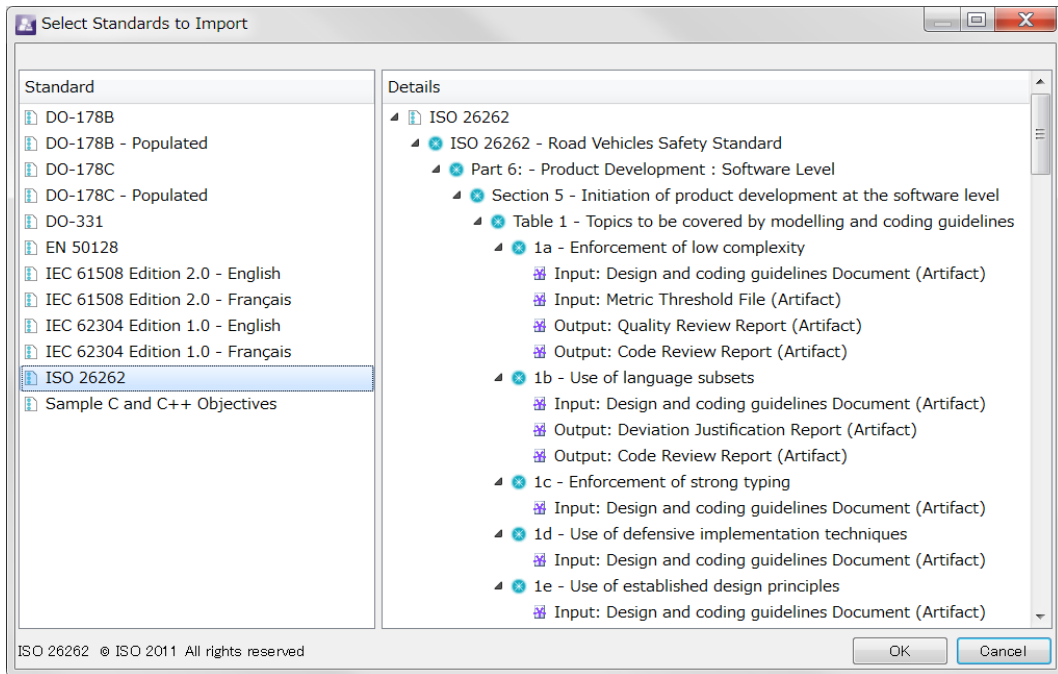 Select Standards to Import
Standard
DO-178B
DO-178B - Populated
DO-178C
DO-178C - Populated
DO-331
EN 50128
IEC 61508 Edition 2.0 - English
IEC 61508 Edition 2.0 - Français
IEC 62304 Edition 1.0 - English
IEC 62304 Edition 1.0 - Français
ISO 26262
Sample C and C++ Objectives
Details
ISO 26262
ISO 26262 - Road Vehicles Safety Standard
Part 6: - Product Development : Software Level
Section 5 - Initiation of product development at the software level
Table 1 - Topics to be covered by modelling and coding guidelines
1a - Enforcement of low complexity
Input: Design and coding guidelines Document (Artifact)
Input: Metric Threshold File (Artifact)
Output: Quality Review Report (Artifact)
Output: Code Review Report (Artifact)
1b - Use of language subsets
Input: Design and coding guidelines Document (Artifact)
Output: Deviation Justification Report (Artifact)
Output: Code Review Report (Artifact)
1c - Enforcement of strong typing
Input: Design and coding guidelines Document (Artifact)
1d - Use of defensive implementation techniques
Input: Design and coding guidelines Document (Artifact)
1e - Use of established design principles
Input: Design and coding guidelines Document (Artifact)
ISO 26262 © ISO 2011 All rights reserved
OK
Cancel